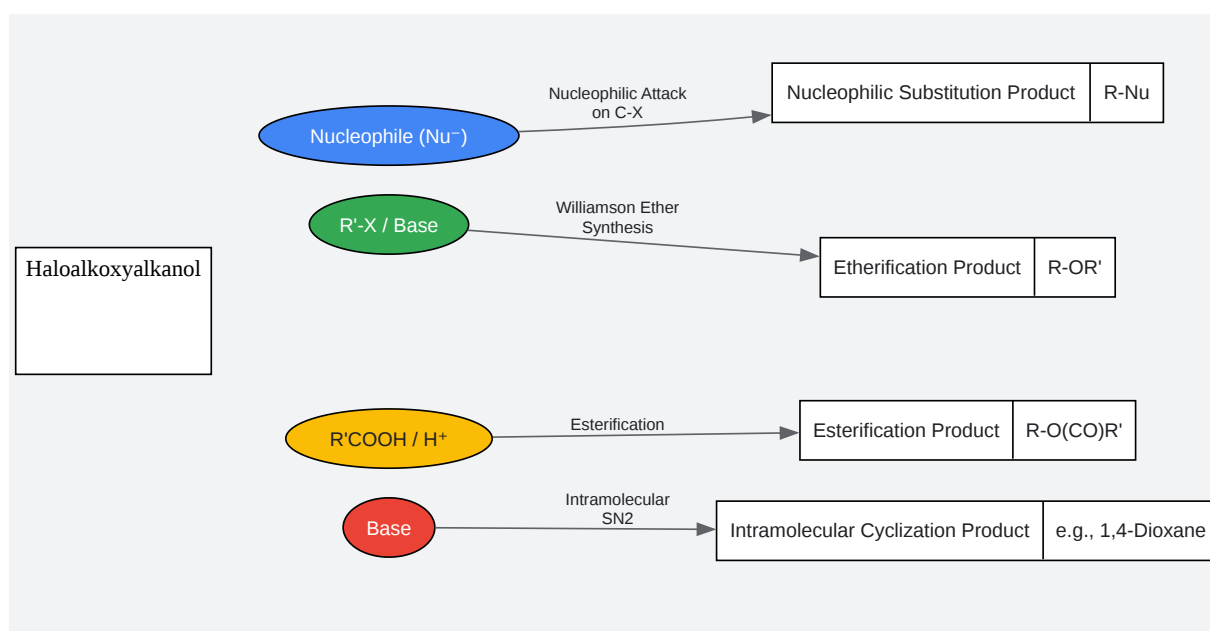 Haloalkoxyalkanol
Nucleophile (Nu⁻)
Nucleophilic Attack
on C-X
Nucleophilic Substitution Product
R-Nu
R'-X / Base
Williamson Ether
Synthesis
Etherification Product
R-OR'
R'COOH / H⁺
Esterification
Esterification Product
R-O(CO)R'
Base
Intramolecular
SN2
Intramolecular Cyclization Product
e.g., 1,4-Dioxane